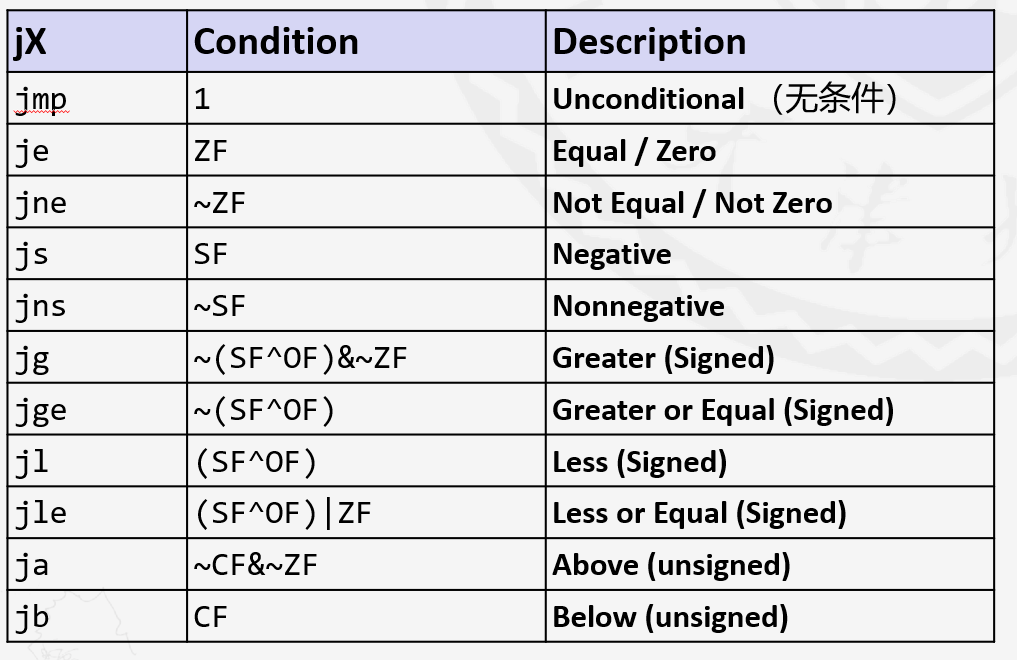 jX Condition Description
jmp 1 Unconditional （无条件）
je ZF Equal / Zero
jne ~ZF Not Equal / Not Zero
js SF Negative
jns ~SF Nonnegative
jg ~(SF^OF)&~ZF Greater (Signed)
jge ~(SF^OF) Greater or Equal (Signed)
jl (SF^OF) Less (Signed)
jle (SF^OF)|ZF Less or Equal (Signed)
ja ~CF&~ZF Above (unsigned)
jb CF Below (unsigned)